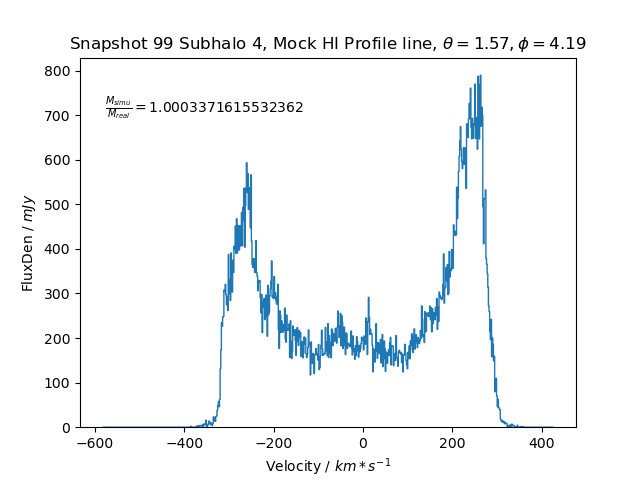 Snapshot 99 Subhalo 4, Mock HI Profile line, θ = 1.57, ϕ = 4.19
M_simu/M_real = 1.0003371615532362
FluxDen / mJy
800
700
600
500
400
300
200
100
0
−600 −400 −200 0 200 400
Velocity / km * s⁻¹